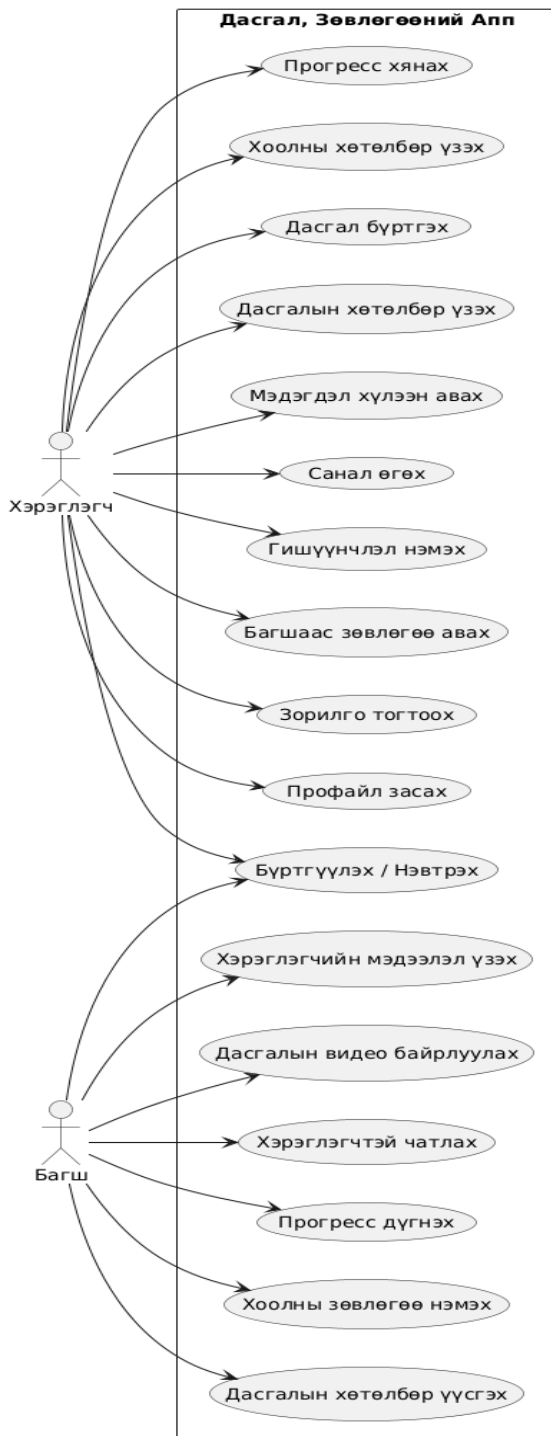 Дасгал, Зөвлгөөний Апп
Прогресс хянах
Хоолны хөтөлбөр үзэх
Дасгал бүртгэх
Дасгалын хөтөлбөр үзэх
Мэдэгдэл хүлээн авах
Санал өгөх
Хэрэглэгч
Гишүүнчлэл нэмэх
Багшаас зөвлөгөө авах
Зорилго тогтоох
Профайл засах
Бүртгүүлэх / Нэвтрэх
Хэрэглэгчийн мэдээлэл үзэх
Дасгалын видео байрлуулах
Хэрэглэгчтэй чатлах
Багш
Прогресс дүгнэх
Хоолны зөвлөгөө нэмэх
Дасгалын хөтөлбөр үүсгэх